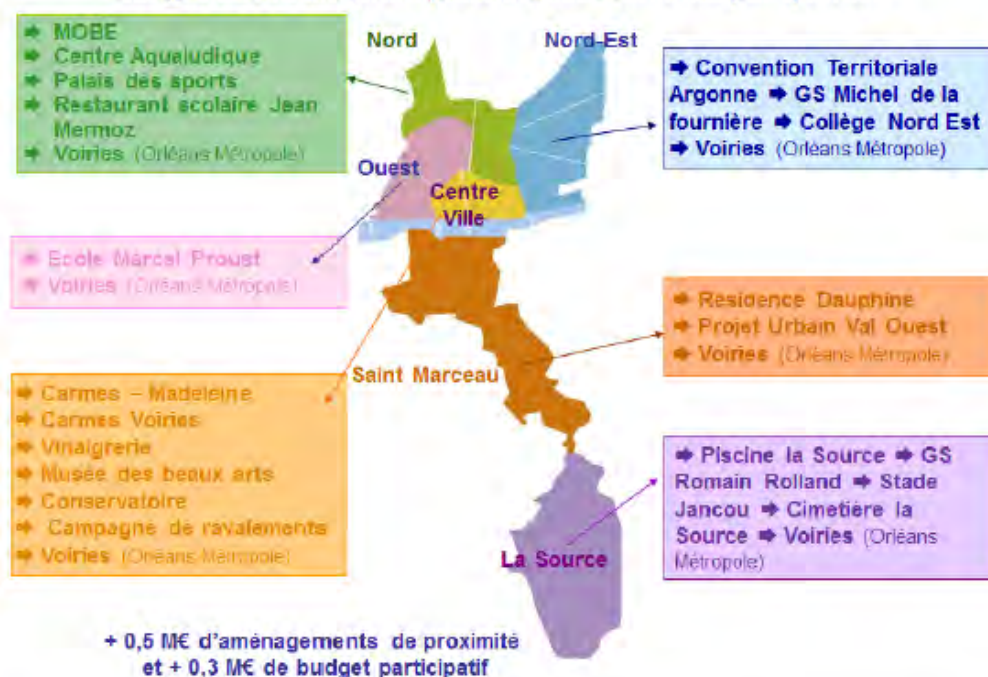 ➡ MOBE
➡ Centre Aqualudique
➡ Palais des sports
➡ Restaurant scolaire Jean
Mermoz
➡ Voiries (Orléans Métropole)
Nord
Nord-Est
➡ Convention Territoriale
Argonne ➡ GS Michel de la
fournière ➡ Collège Nord Est
➡ Voiries (Orléans Métropole)
Ouest
Centre
Ville
➡ Ecole Marcel Proust
➡ Voiries (Orléans Métropole)
➡ Résidence Dauphine
➡ Projet Urbain Val Ouest
➡ Voiries (Orléans Métropole)
Saint Marceau
➡ Carmes – Madeleine
➡ Carmes Voiries
➡ Vinaigrerie
➡ Musée des beaux arts
➡ Conservatoire
➡ Campagne de ravalements
➡ Voiries (Orléans Métropole)
➡ Piscine la Source ➡ GS
Romain Rolland ➡ Stade
Jancou ➡ Cimetière la
Source ➡ Voiries (Orléans
Métropole)
La Source
+ 0,5 M€ d'aménagements de proximité
et + 0,3 M€ de budget participatif